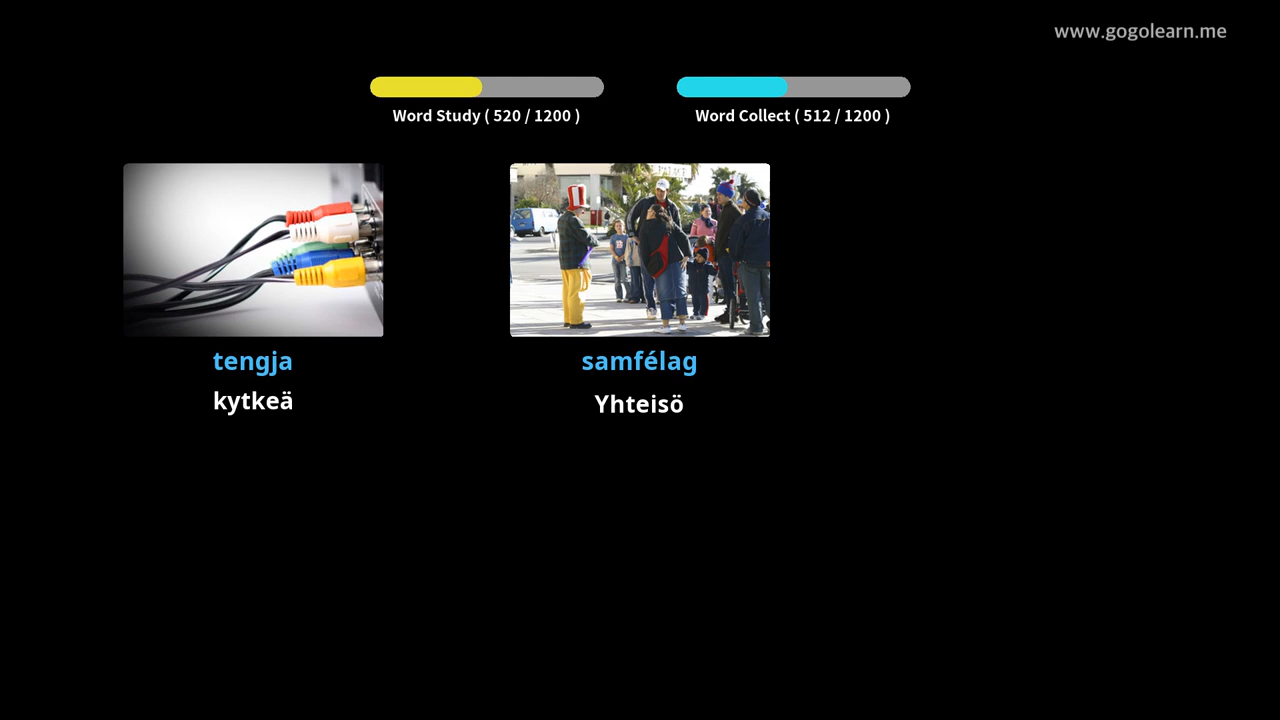 www.gogolearn.me
Word Study ( 520 / 1200 )
Word Collect ( 512 / 1200 )
tengja
kytkeä
samfélag
Yhteisö